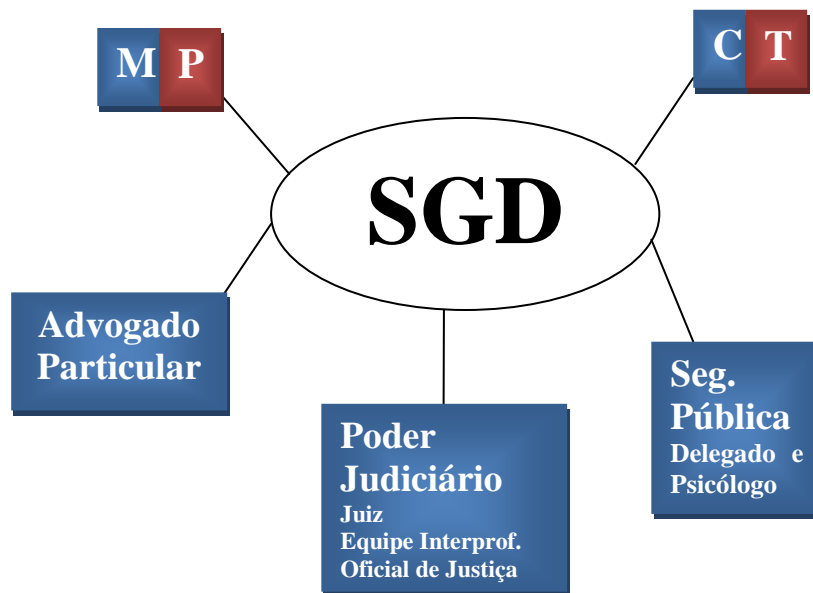 M P
C T
SGD
Advogado
Particular
Poder
Judiciário
Juiz
Equipe Interprof.
Oficial de Justiça
Seg.
Pública
Delegado e
Psicólogo